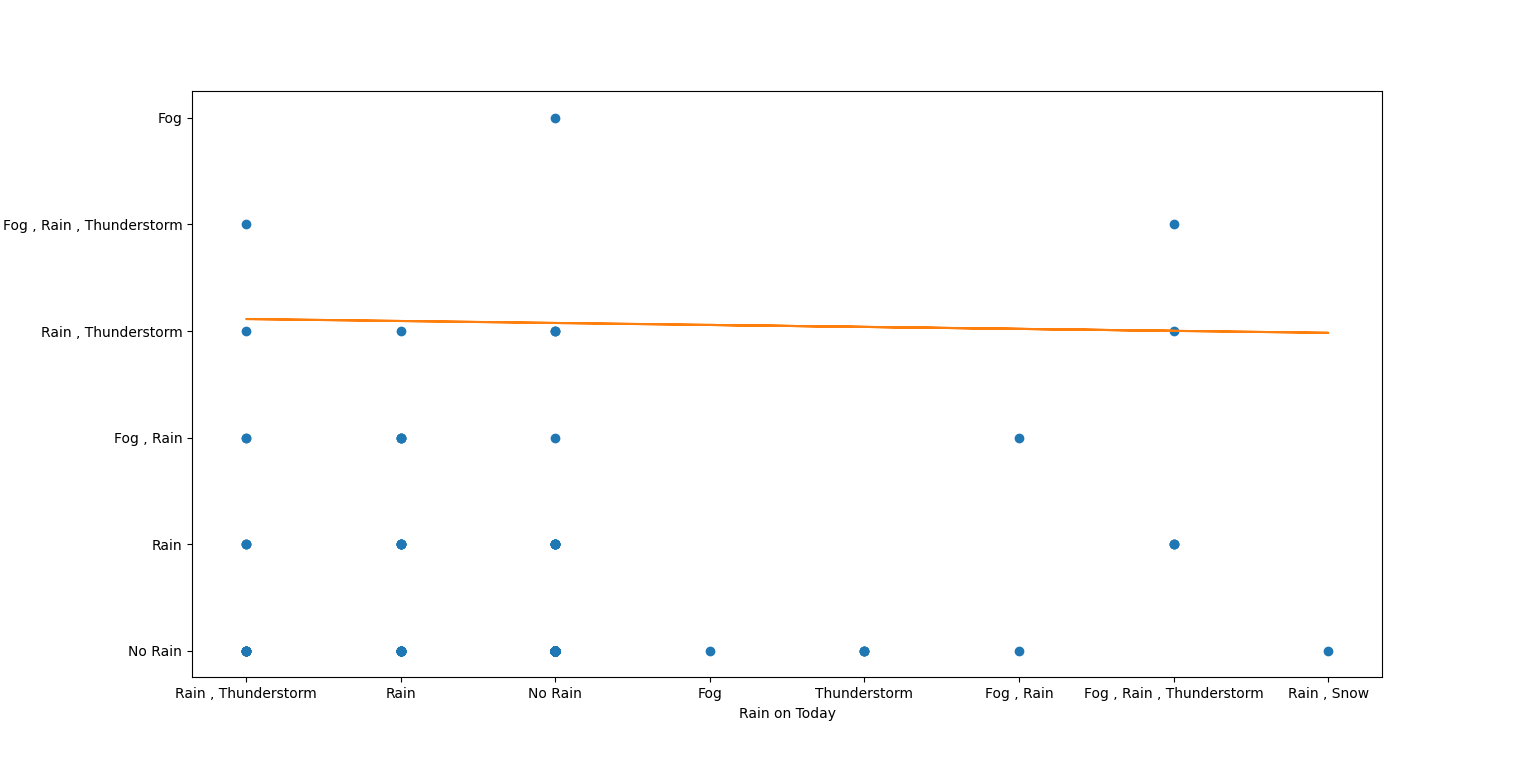 Fog
Fog , Rain , Thunderstorm
Rain , Thunderstorm
Fog , Rain
Rain
No Rain
Rain , Thunderstorm Rain No Rain Fog Thunderstorm Fog , Rain Fog , Rain , Thunderstorm Rain , Snow
Rain on Today